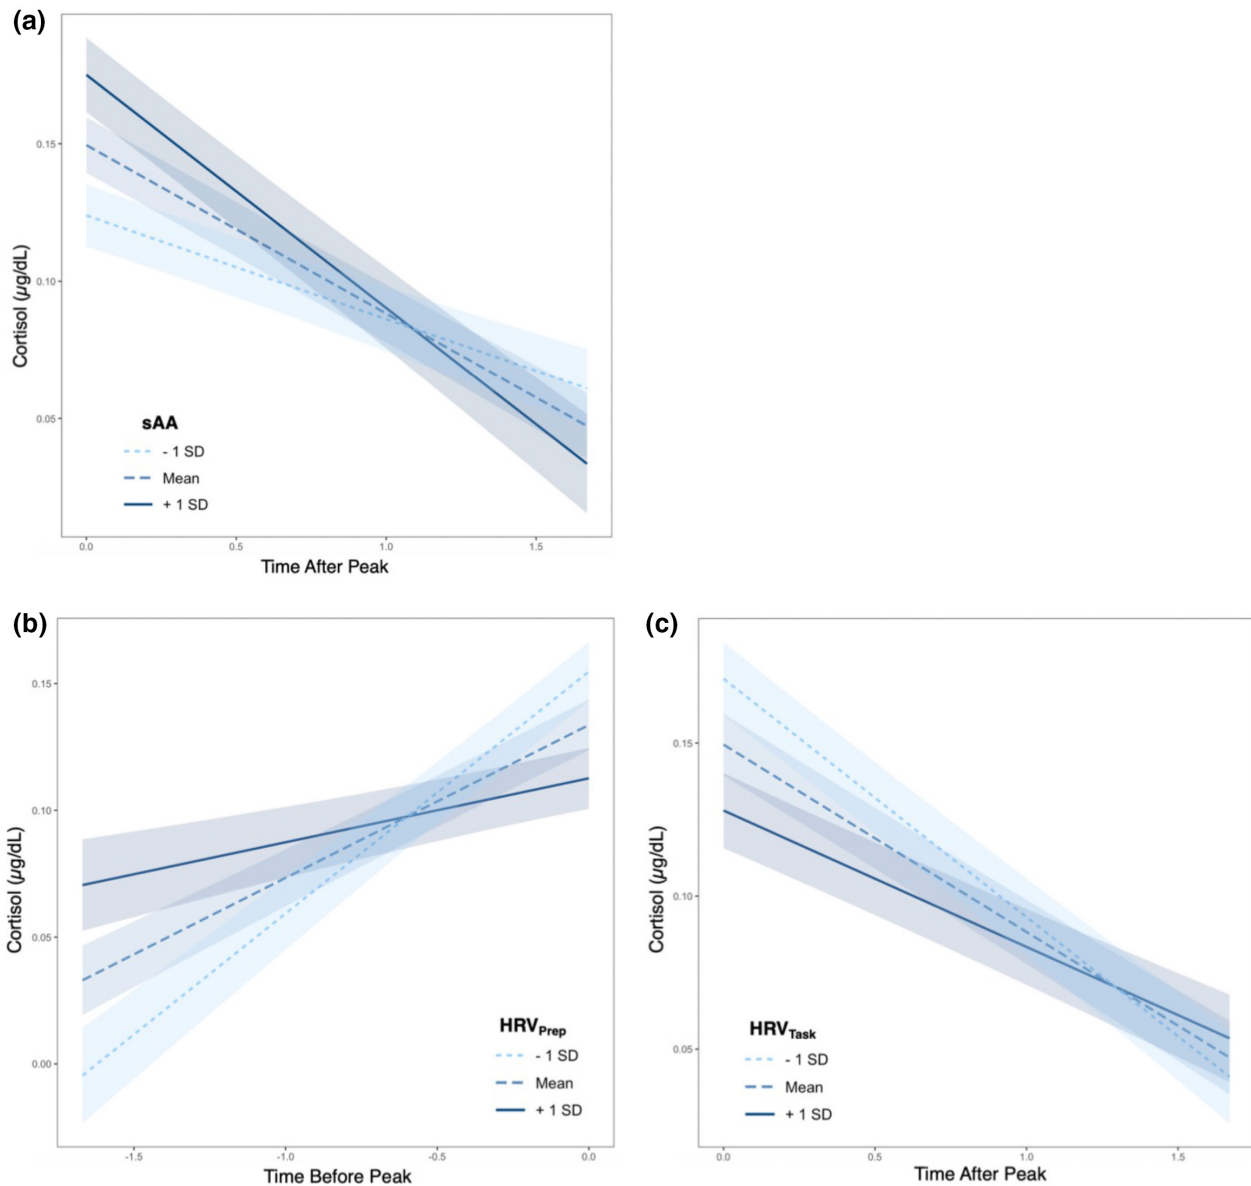 (a)
Cortisol (µg/dL)
0.15
0.10
0.05
sAA
- 1 SD
Mean
+ 1 SD
0.0 0.5 1.0 1.5
Time After Peak
(b)
Cortisol (µg/dL)
0.15
0.10
0.05
0.00
HRVPrep
- 1 SD
Mean
+ 1 SD
-1.5 -1.0 -0.5 0.0
Time Before Peak
(c)
Cortisol (µg/dL)
0.15
0.10
0.05
HRVTask
- 1 SD
Mean
+ 1 SD
0.0 0.5 1.0 1.5
Time After Peak